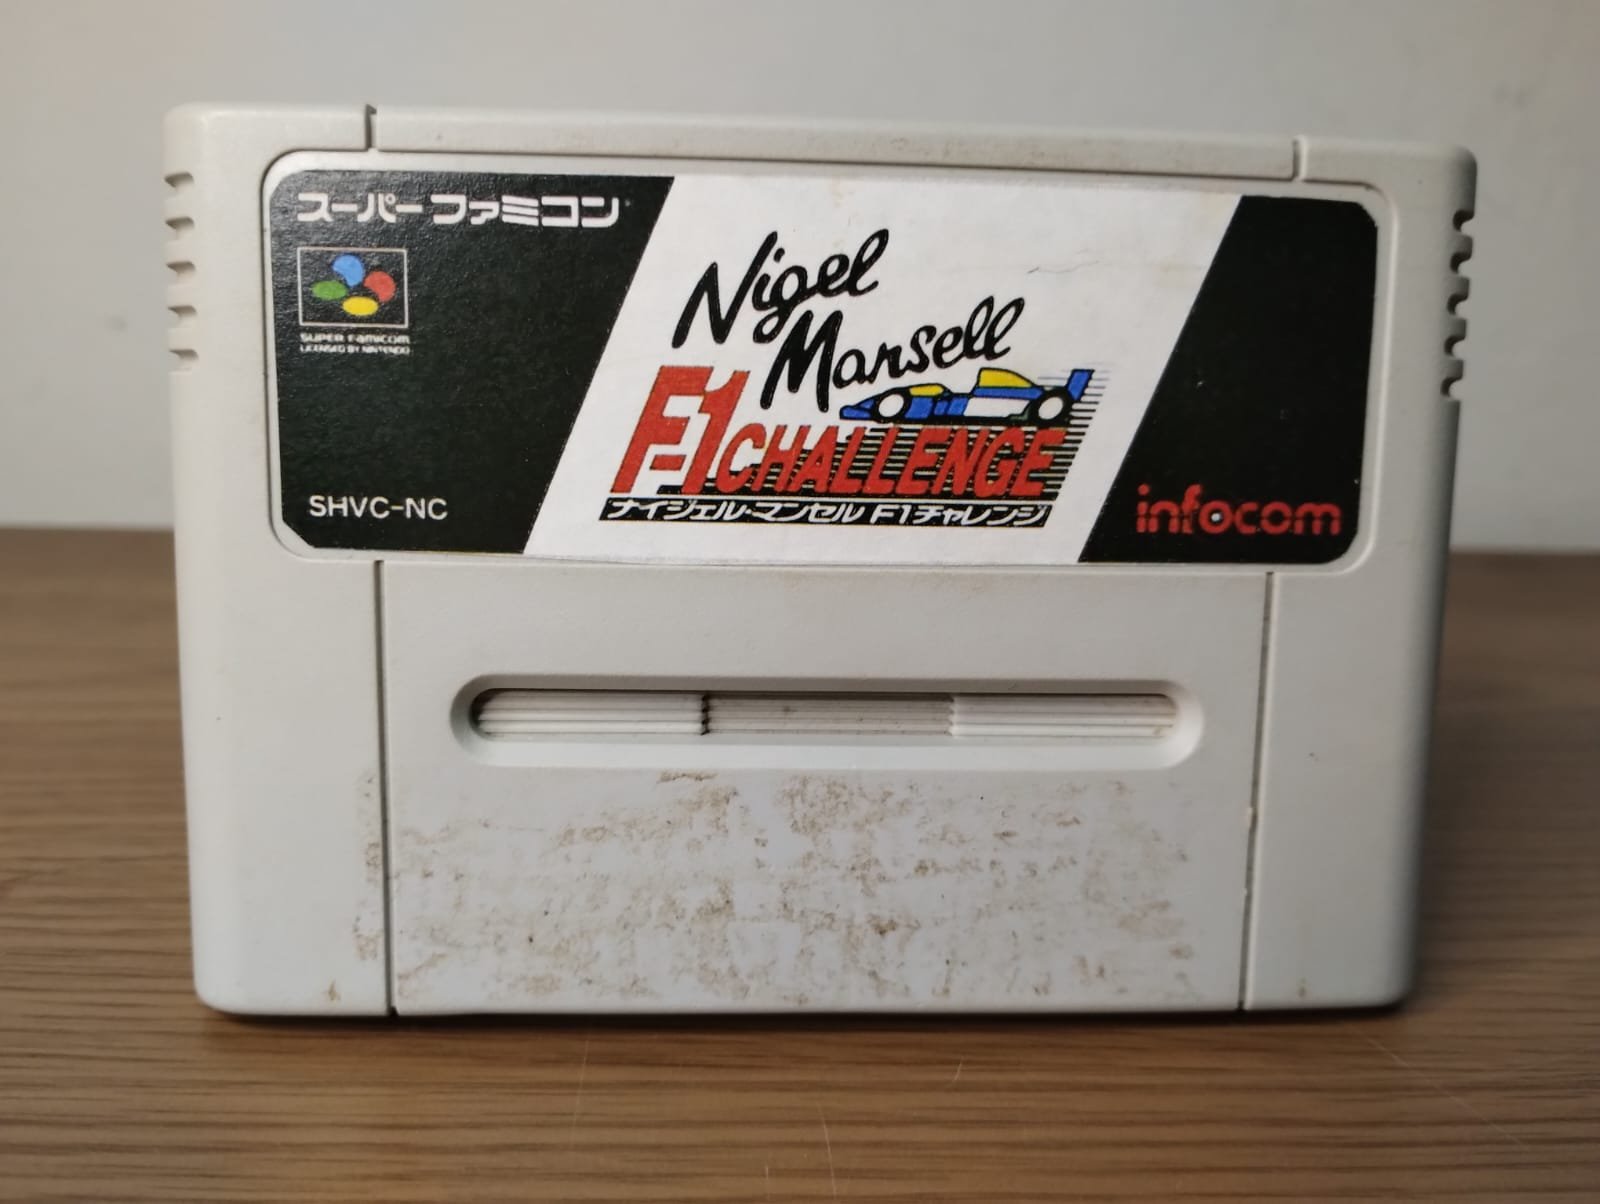 スーパーファミコン
SUPER FAMICOM
LICENSED BY NINTENDO
Nigel
Mansell
F-1 CHALLENGE
ナイジェル・マンセル F1チャレンジ
SHVC-NC
infocom